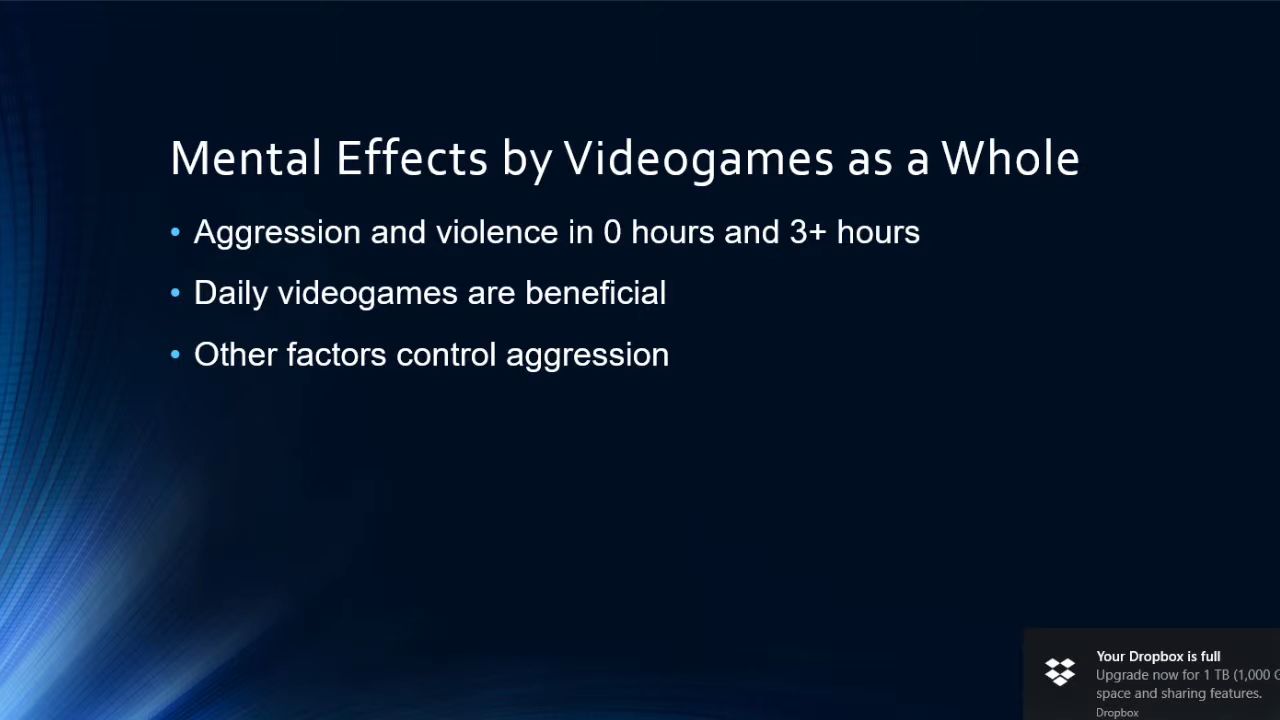 Mental Effects by Videogames as a Whole
• Aggression and violence in 0 hours and 3+ hours
• Daily videogames are beneficial
• Other factors control aggression
Your Dropbox is full
Upgrade now for 1 TB (1,000 G
space and sharing features.
Dropbox